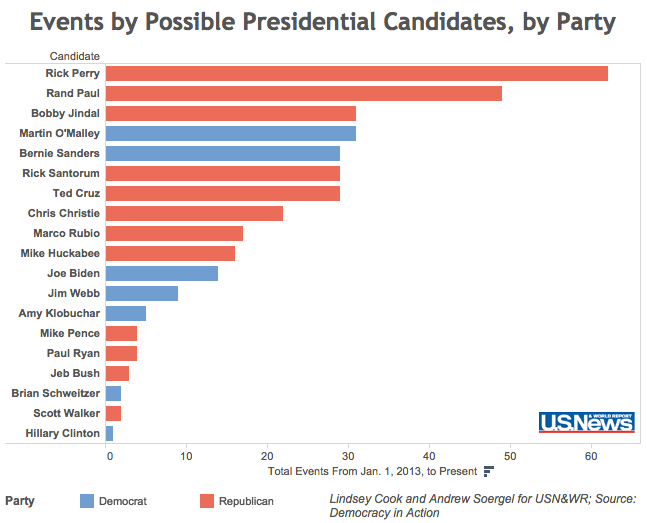 Events by Possible Presidential Candidates, by Party
Candidate
Rick Perry
Rand Paul
Bobby Jindal
Martin O'Malley
Bernie Sanders
Rick Santorum
Ted Cruz
Chris Christie
Marco Rubio
Mike Huckabee
Joe Biden
Jim Webb
Amy Klobuchar
Mike Pence
Paul Ryan
Jeb Bush
Brian Schweitzer
Scott Walker
Hillary Clinton
USNews
& WORLD REPORT
0 10 20 30 40 50 60
Total Events From Jan. 1, 2013, to Present
Party
Democrat
Republican
Lindsey Cook and Andrew Soergel for USN&WR; Source:
Democracy in Action